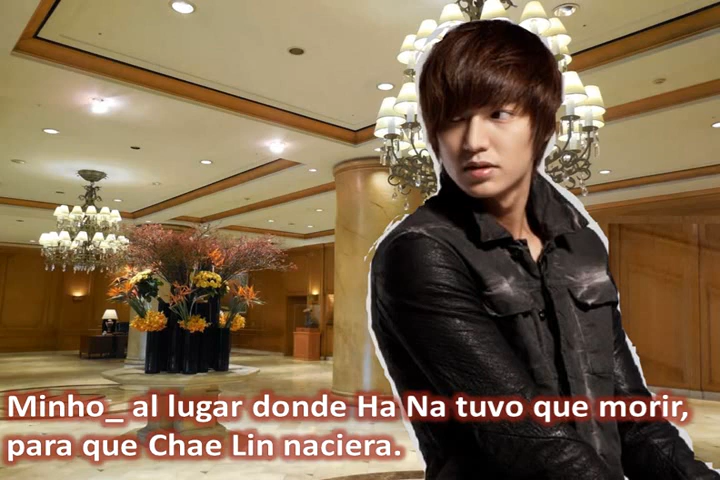 Minho_ al lugar donde Ha Na tuvo que morir,
para que Chae Lin naciera.